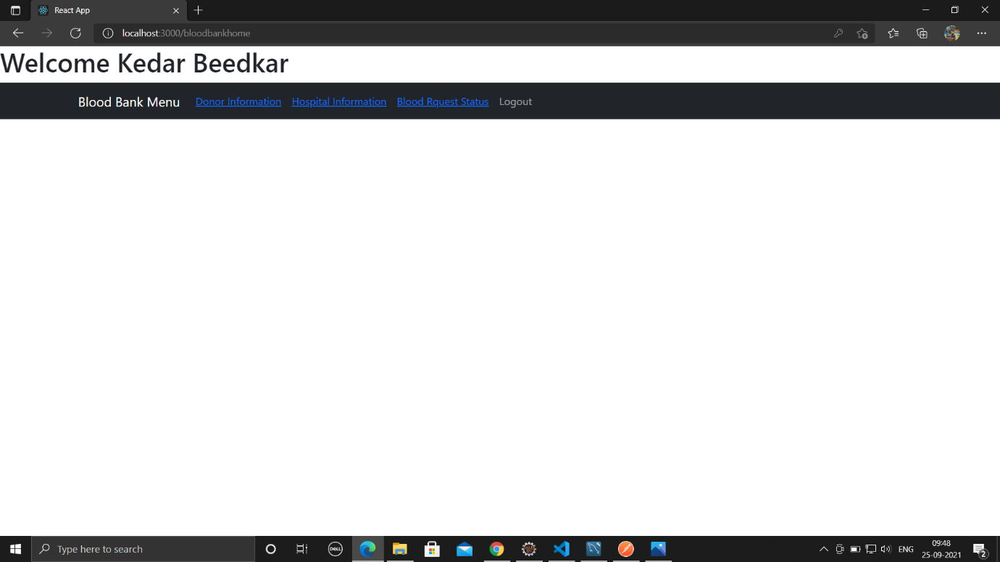 React App
localhost:3000/bloodbankhome
Welcome Kedar Beedkar
Blood Bank Menu Donor Information Hospital Information Blood Rquest Status Logout
Type here to search
DELL
ENG
09:48
25-09-2021
2